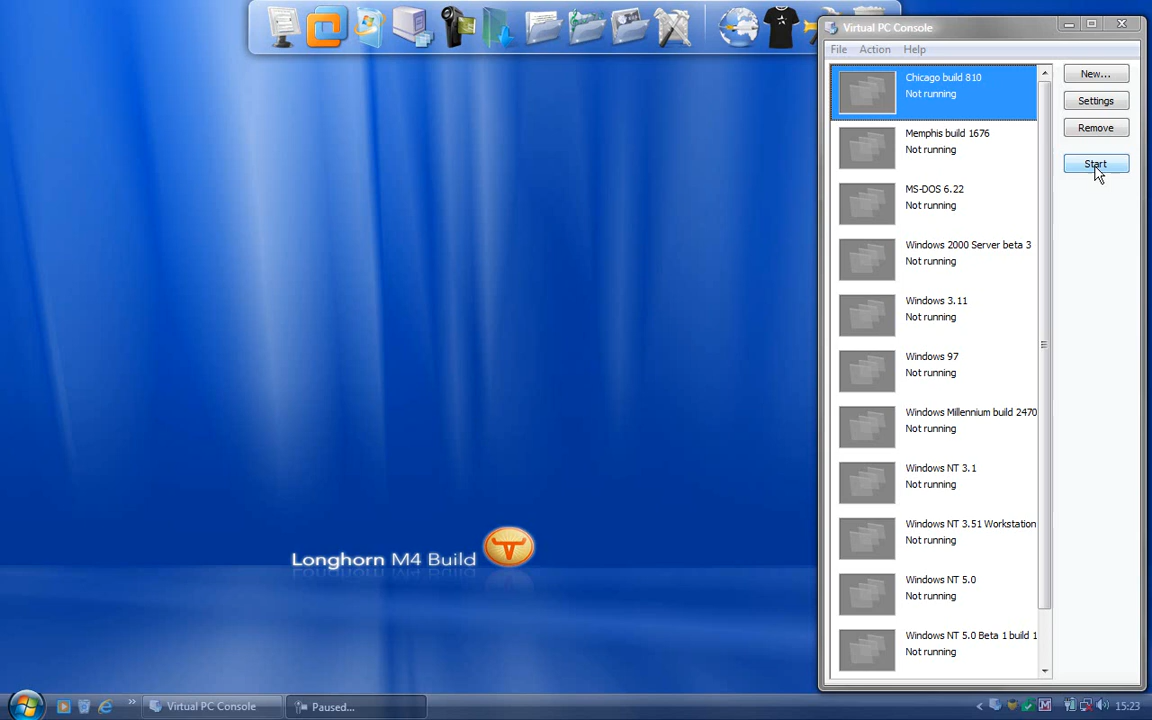 Virtual PC Console
File Action Help
Chicago build 810
Not running
Memphis build 1676
Not running
MS-DOS 6.22
Not running
Windows 2000 Server beta 3
Not running
Windows 3.11
Not running
Windows 97
Not running
Windows Millennium build 2470
Not running
Windows NT 3.1
Not running
Windows NT 3.51 Workstation
Not running
Windows NT 5.0
Not running
Windows NT 5.0 Beta 1 build 1
Not running
New...
Settings
Remove
Start
Longhorn M4 Build
Virtual PC Console
Paused...
15:23